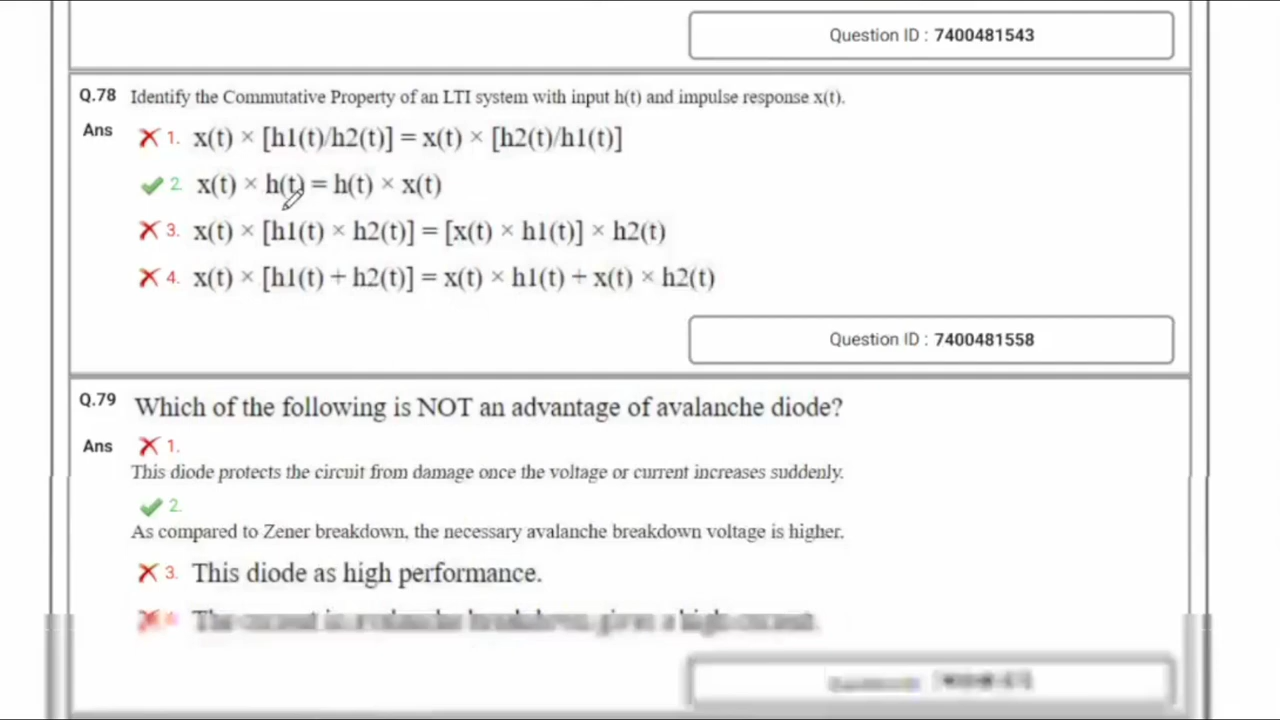 Question ID : 7400481543
Q.78 Identify the Commutative Property of an LTI system with input h(t) and impulse response x(t).
Ans 1. x(t) × [h1(t)/h2(t)] = x(t) × [h2(t)/h1(t)]
2. x(t) × h(t) = h(t) × x(t)
3. x(t) × [h1(t) × h2(t)] = [x(t) × h1(t)] × h2(t)
4. x(t) × [h1(t) + h2(t)] = x(t) × h1(t) + x(t) × h2(t)
Question ID : 7400481558
Q.79 Which of the following is NOT an advantage of avalanche diode?
Ans 1.
This diode protects the circuit from damage once the voltage or current increases suddenly.
2.
As compared to Zener breakdown, the necessary avalanche breakdown voltage is higher.
3. This diode as high performance.